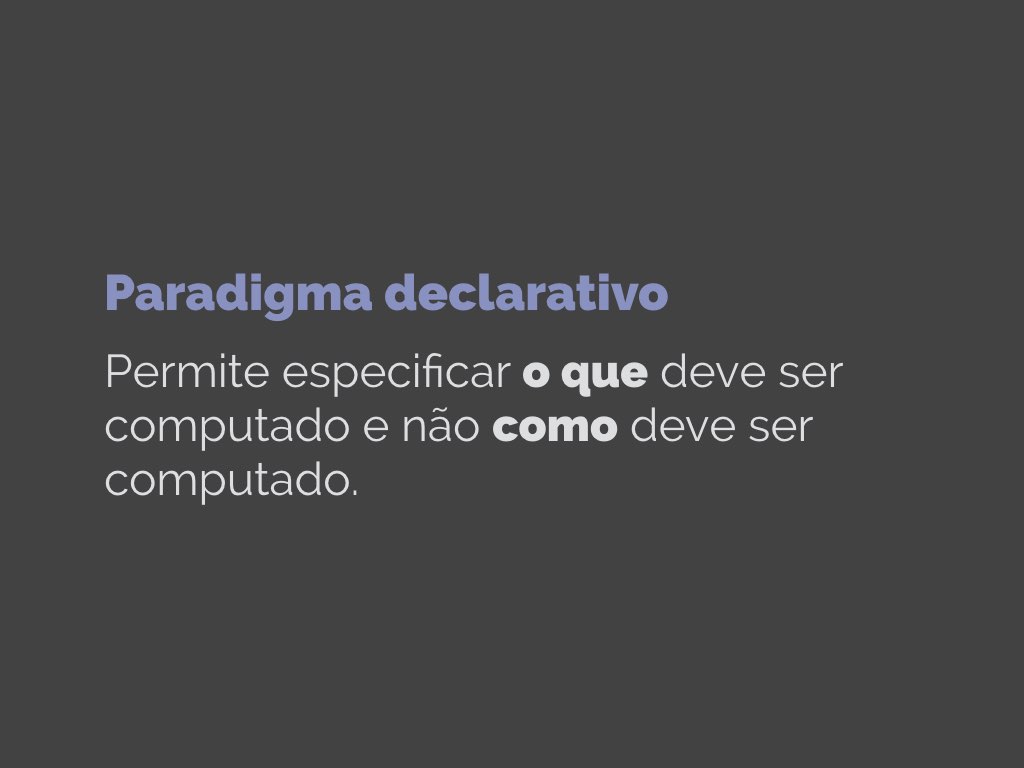 Paradigma declarativo
Permite especificar o que deve ser
computado e não como deve ser
computado.